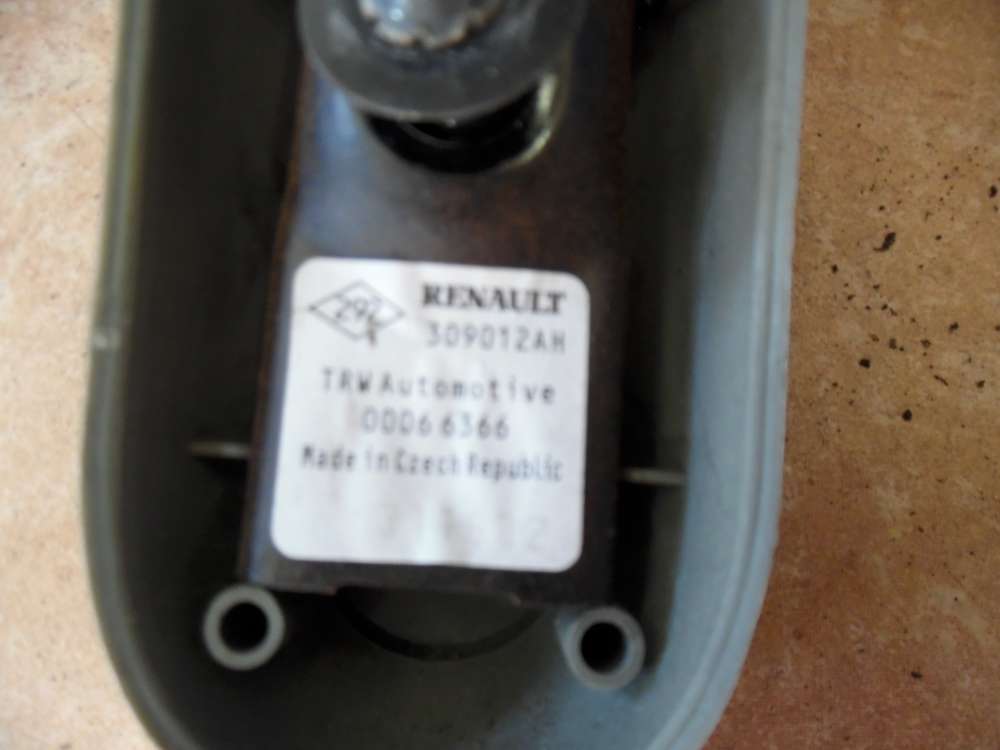 RENAULT
309012AH
TRW Automotive
00066366
Made in Czech Republic